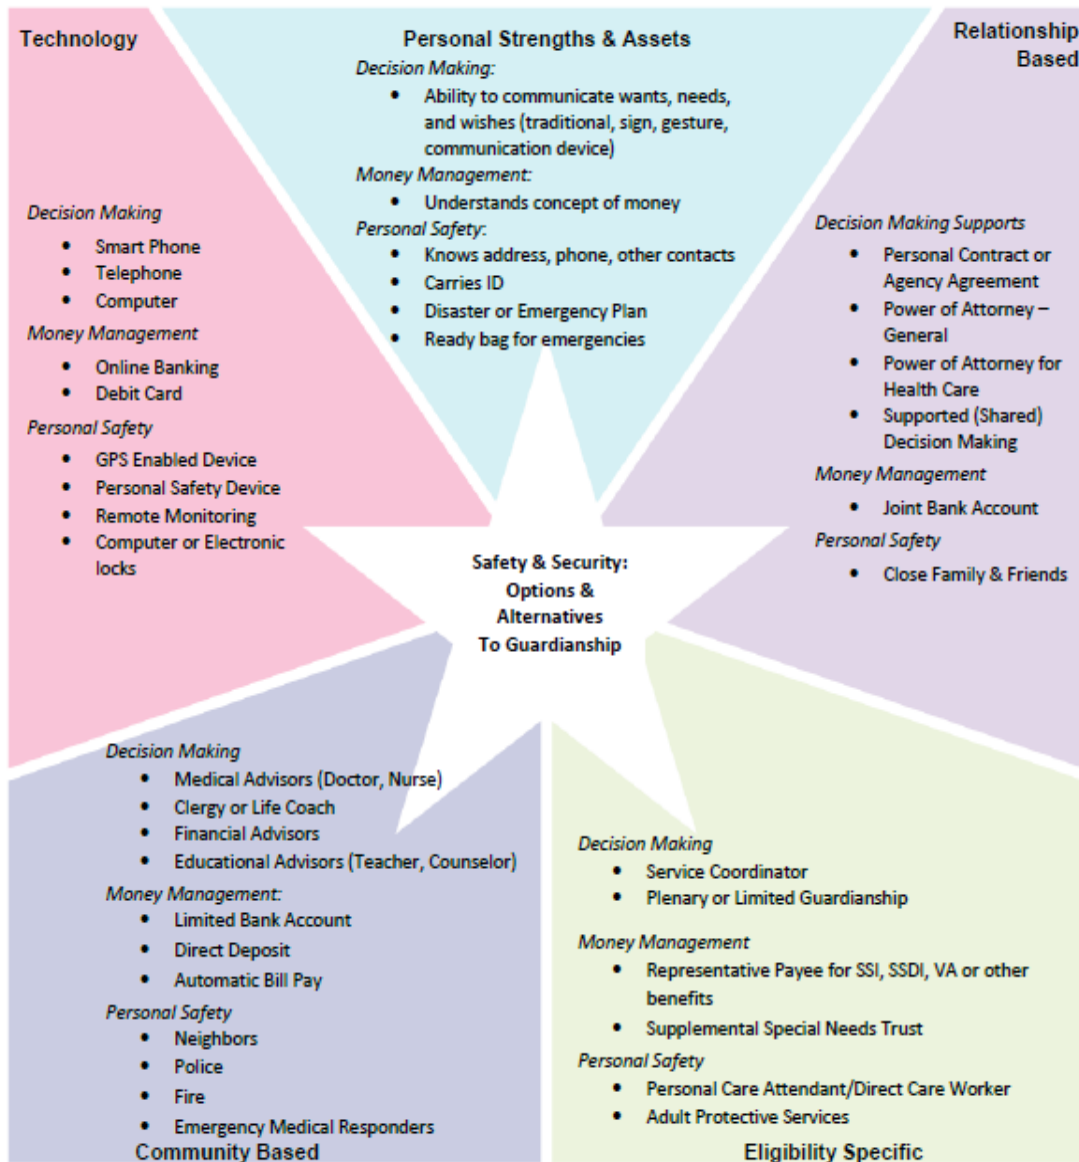 Technology
Decision Making
• Smart Phone
• Telephone
• Computer
Money Management
• Online Banking
• Debit Card
Personal Safety
• GPS Enabled Device
• Personal Safety Device
• Remote Monitoring
• Computer or Electronic
locks
Personal Strengths & Assets
Decision Making:
• Ability to communicate wants, needs,
and wishes (traditional, sign, gesture,
communication device)
Money Management:
• Understands concept of money
Personal Safety:
• Knows address, phone, other contacts
• Carries ID
• Disaster or Emergency Plan
• Ready bag for emergencies
Relationship
Based
Decision Making Supports
• Personal Contract or
Agency Agreement
• Power of Attorney –
General
• Power of Attorney for
Health Care
• Supported (Shared)
Decision Making
Money Management
• Joint Bank Account
Personal Safety
• Close Family & Friends
Safety & Security:
Options &
Alternatives
To Guardianship
Decision Making
• Medical Advisors (Doctor, Nurse)
• Clergy or Life Coach
• Financial Advisors
• Educational Advisors (Teacher, Counselor)
Money Management:
• Limited Bank Account
• Direct Deposit
• Automatic Bill Pay
Personal Safety
• Neighbors
• Police
• Fire
• Emergency Medical Responders
Community Based
Decision Making
• Service Coordinator
• Plenary or Limited Guardianship
Money Management
• Representative Payee for SSI, SSDI, VA or other
benefits
• Supplemental Special Needs Trust
Personal Safety
• Personal Care Attendant/Direct Care Worker
• Adult Protective Services
Eligibility Specific